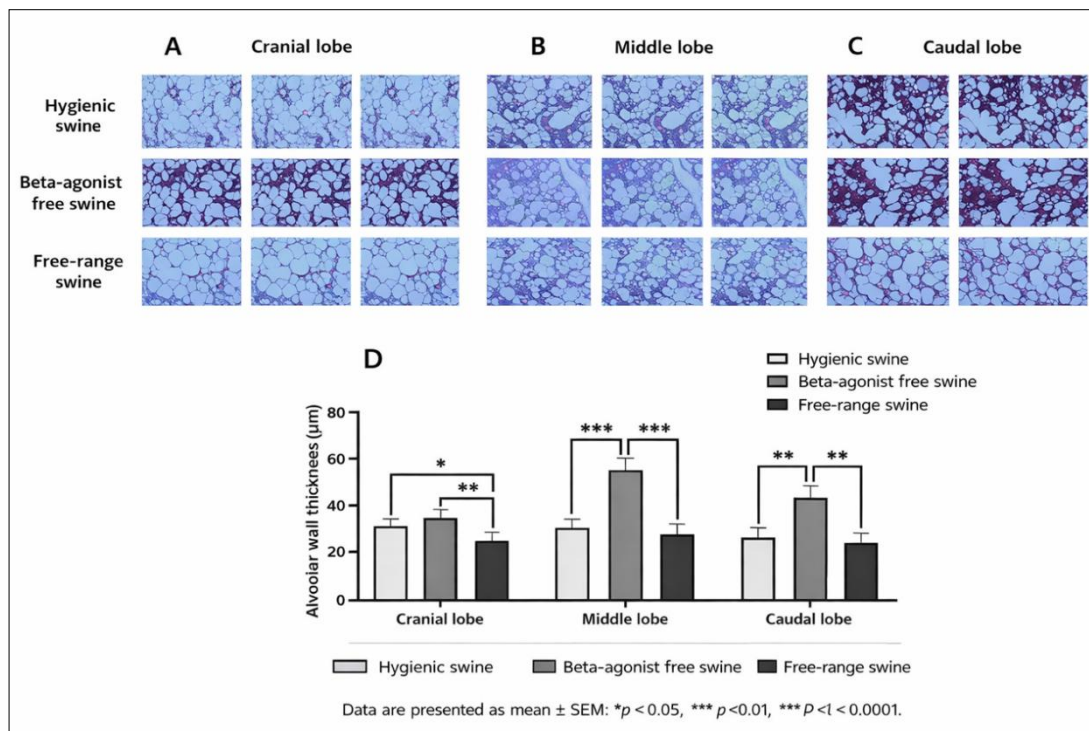 A Cranial lobe B Middle lobe C Caudal lobe
Hygienic
swine
Beta-agonist
free swine
Free-range
swine
D
Hygienic swine
Beta-agonist free swine
Free-range swine
Alvoolar wall thicknees (μm)
80
60
40
20
0
* ** *** *** ** **
Cranial lobe Middle lobe Caudal lobe
Hygienic swine Beta-agonist free swine Free-range swine
Data are presented as mean ± SEM: *p < 0.05, *** p <0.01, *** P <l < 0.0001.